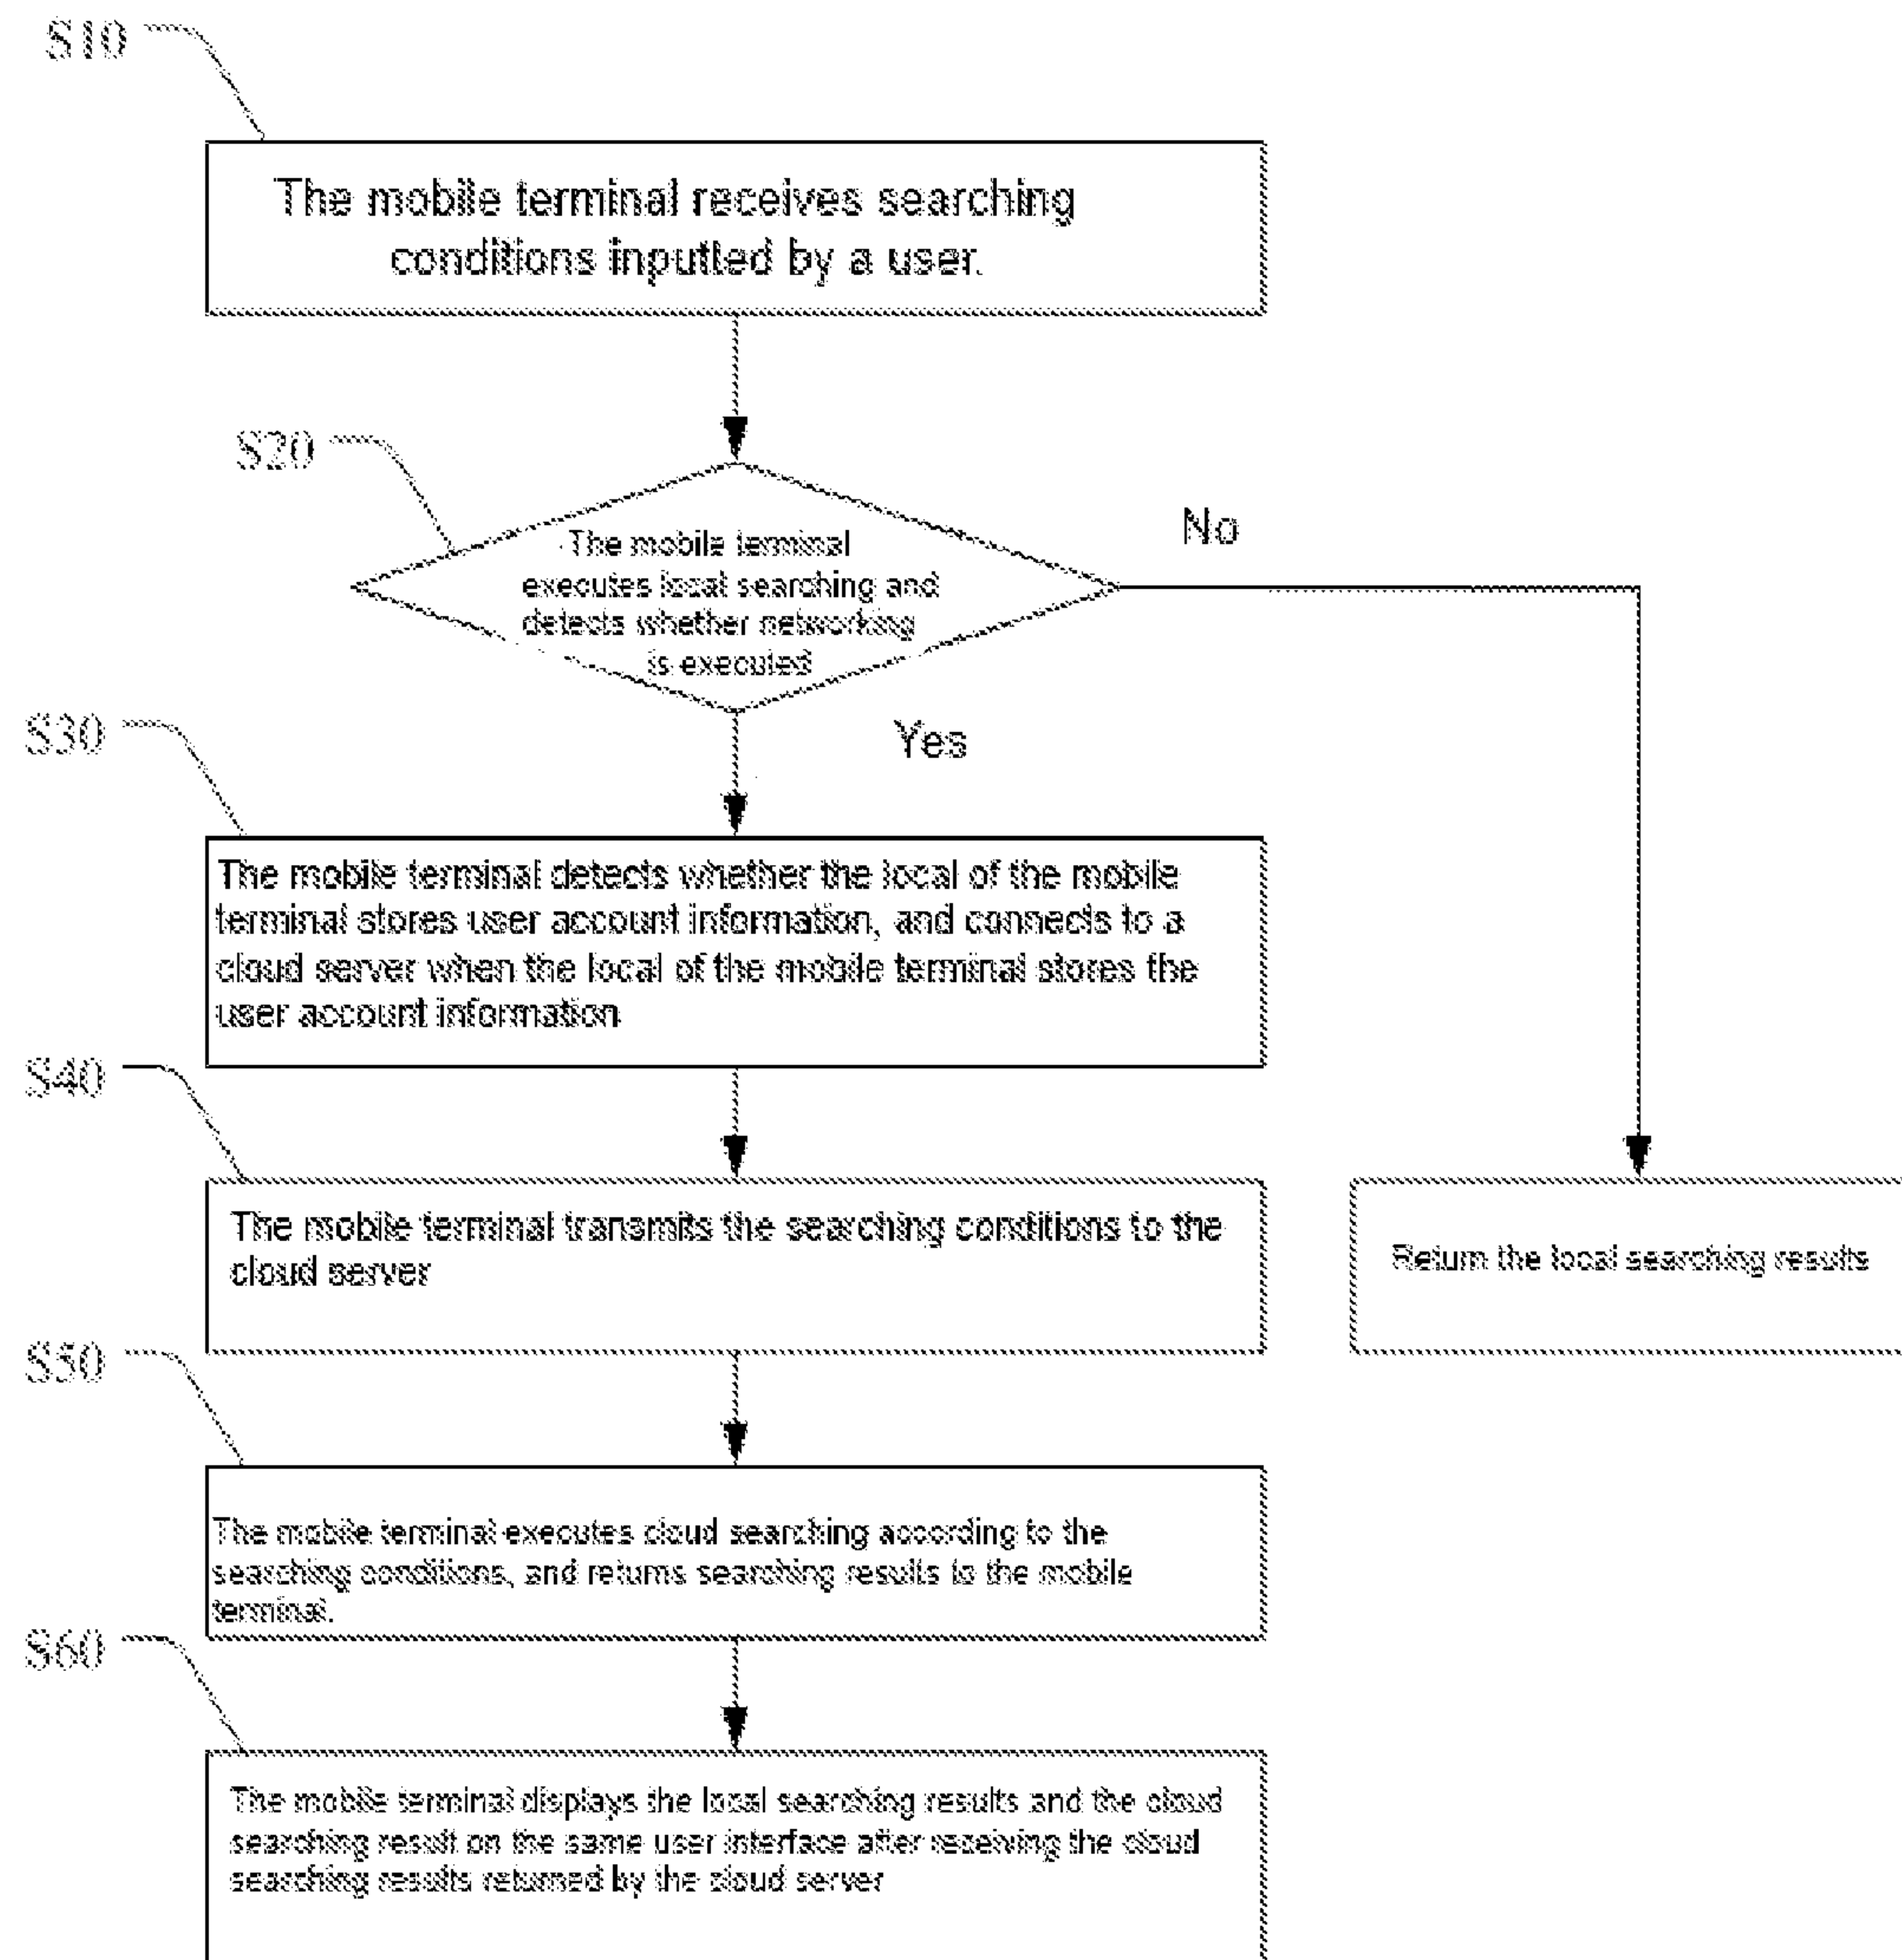 S10
The mobile terminal receives searching
conditions inputted by a user.
S20
The mobile terminal
executes local searching and
detects whether networking
is executed
No
Yes
S30
The mobile terminal detects whether the local of the mobile
terminal stores user account information, and connects to a
cloud server when the local of the mobile terminal stores the
user account information
S40
The mobile terminal transmits the searching conditions to the
cloud server
Return the local searching results
S50
The mobile terminal executes cloud searching according to the
searching conditions, and returns searching results to the mobile
terminal.
S60
The mobile terminal displays the local searching results and the cloud
searching result on the same user interface after receiving the cloud
searching results returned by the cloud server